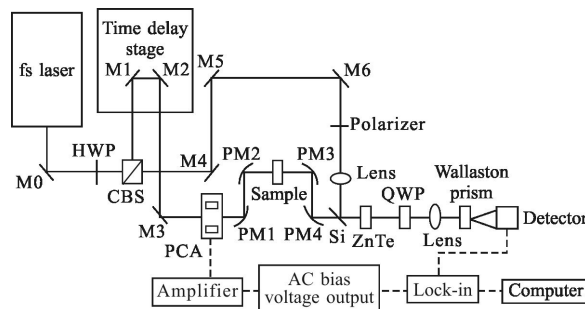 Time delay
stage
fs laser
M1
M2
M5
M6
HWP
M0
CBS
M4
PM2
PM3
Polarizer
Lens
Sample
M3
PCA
PM1
PM4
Si
ZnTe
QWP
Lens
Wallaston
prism
Detector
Amplifier
AC bias
voltage output
Lock-in
Computer